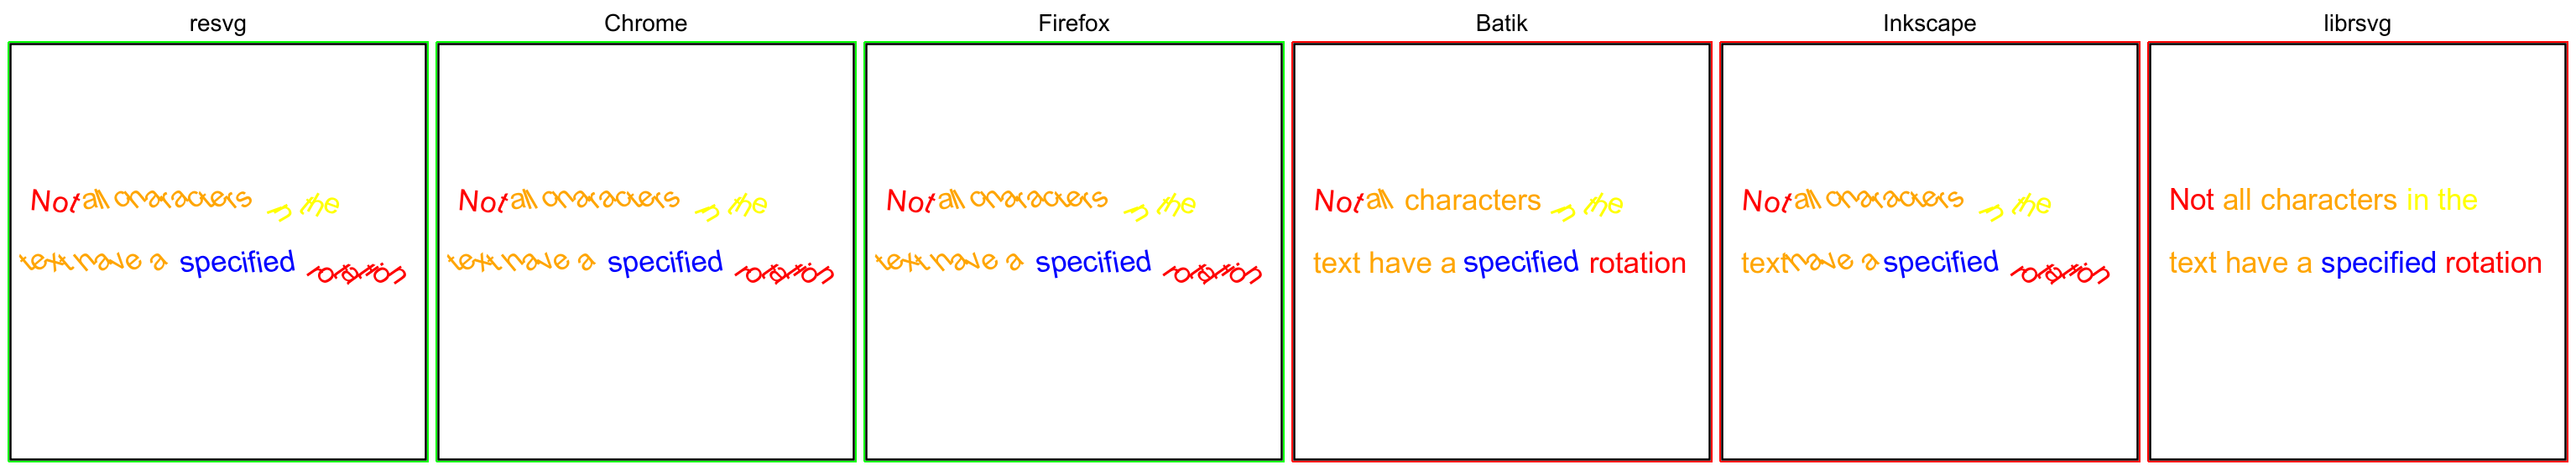 resvg Chrome Firefox Batik Inkscape librsvg
Not all characters in the
text have a specified rotation
Not all characters in the
text have a specified rotation
Not all characters in the
text have a specified rotation
Not all characters in the
text have a specified rotation
Not all characters in the
text have a specified rotation
Not all characters in the
text have a specified rotation